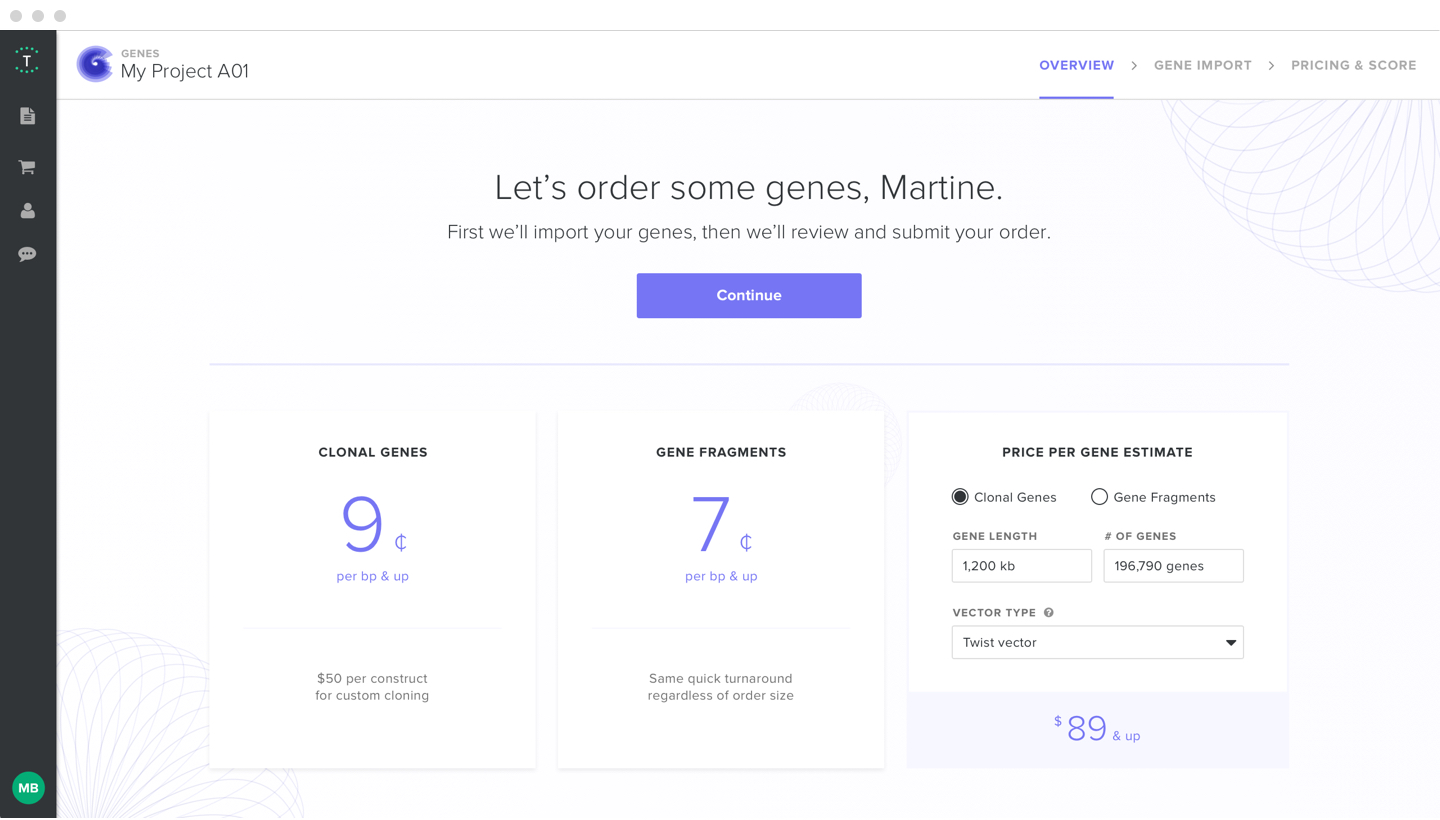 T
GENES
My Project A01
OVERVIEW > GENE IMPORT > PRICING & SCORE
Let’s order some genes, Martine.
First we’ll import your genes, then we’ll review and submit your order.
Continue
CLONAL GENES
9 ¢
per bp & up
$50 per construct
for custom cloning
GENE FRAGMENTS
7 ¢
per bp & up
Same quick turnaround
regardless of order size
PRICE PER GENE ESTIMATE
Clonal Genes Gene Fragments
GENE LENGTH # OF GENES
1,200 kb 196,790 genes
VECTOR TYPE ?
Twist vector
$ 89 & up
MB